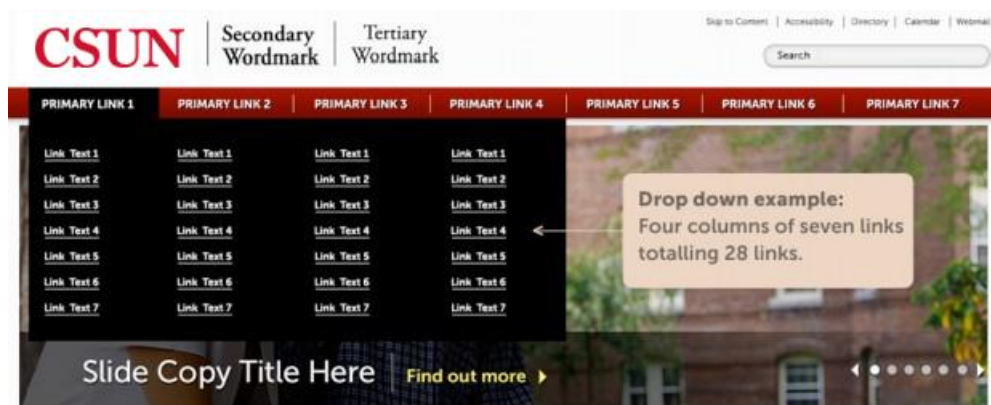 Skip to Content | Accessibility | Directory | Calendar | Webmail
CSUN | Secondary Wordmark | Tertiary Wordmark
Search
PRIMARY LINK 1 PRIMARY LINK 2 PRIMARY LINK 3 PRIMARY LINK 4 PRIMARY LINK 5 PRIMARY LINK 6 PRIMARY LINK 7
Link Text 1 Link Text 1 Link Text 1 Link Text 1
Link Text 2 Link Text 2 Link Text 2 Link Text 2
Link Text 3 Link Text 3 Link Text 3 Link Text 3
Link Text 4 Link Text 4 Link Text 4 Link Text 4
Link Text 5 Link Text 5 Link Text 5 Link Text 5
Link Text 6 Link Text 6 Link Text 6 Link Text 6
Link Text 7 Link Text 7 Link Text 7 Link Text 7
Drop down example:
Four columns of seven links
totalling 28 links.
Slide Copy Title Here Find out more